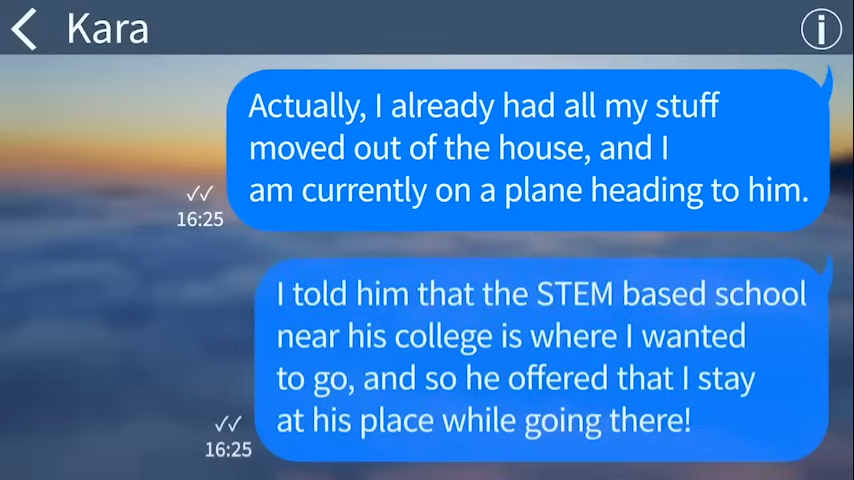 Kara
Actually, I already had all my stuff
moved out of the house, and I
am currently on a plane heading to him.
16:25
I told him that the STEM based school
near his college is where I wanted
to go, and so he offered that I stay
at his place while going there!
16:25